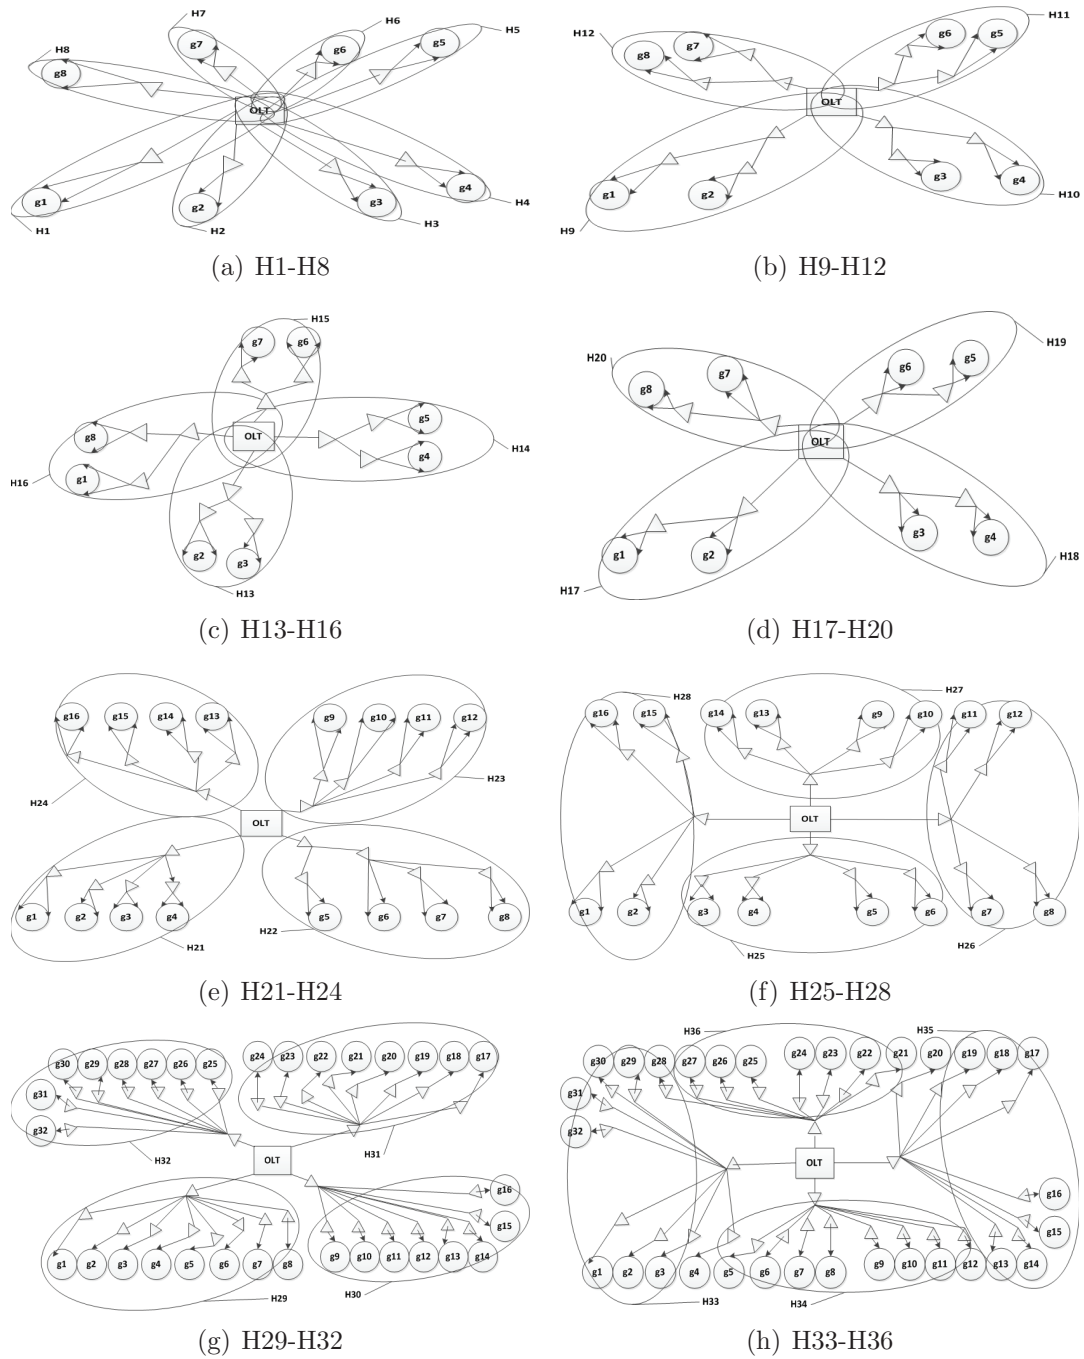 H7
H6
H5
H8
g7
g6
g5
g8
OLT
g1
g2
g3
g4
H4
H3
H1
H2
(a) H1-H8
H11
H12
g6
g5
g7
g8
OLT
g1
g2
g3
g4
H10
H9
(b) H9-H12
H15
g7
g6
g8
OLT
g5
g4
H14
g1
H16
g2
g3
H13
(c) H13-H16
H19
H20
g5
g6
g7
g8
OLT
g1
g2
g3
g4
H18
H17
(d) H17-H20
g16
g15
g14
g13
g9
g10
g11
g12
H23
H24
OLT
g1
g2
g3
g4
g5
g6
g7
g8
H22
H21
(e) H21-H24
H28
H27
g16
g15
g14
g13
g9
g10
g11
g12
OLT
g1
g2
g3
g4
g5
g6
g7
g8
H26
H25
(f) H25-H28
g30
g29
g28
g27
g26
g25
g24
g23
g22
g21
g20
g19
g18
g17
g31
g32
H32
H31
OLT
g16
g15
g1
g2
g3
g4
g5
g6
g7
g8
g9
g10
g11
g12
g13
g14
H29
H30
(g) H29-H32
H36
H35
g30
g29
g28
g27
g26
g25
g24
g23
g22
g21
g20
g19
g18
g17
g31
g32
OLT
g16
g15
g1
g2
g3
g4
g5
g6
g7
g8
g9
g10
g11
g12
g13
g14
H33
H34
(h) H33-H36